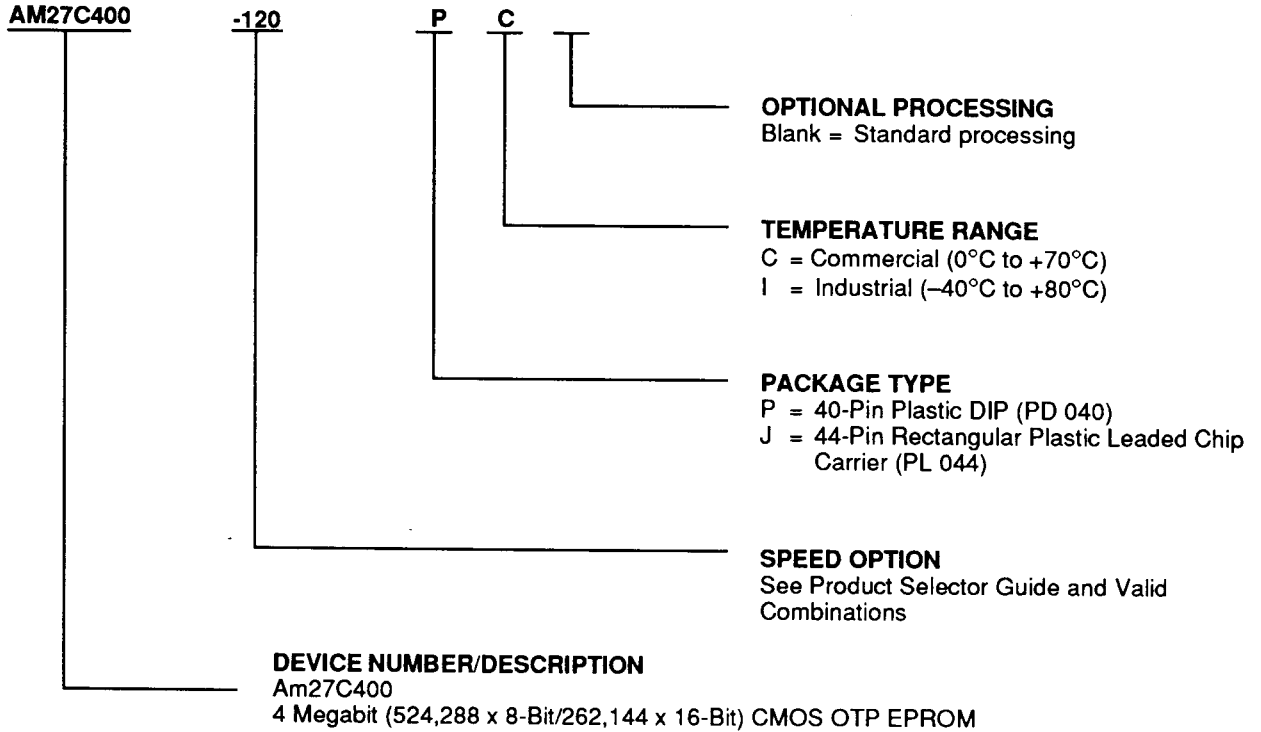 AM27C400 -120 P C
OPTIONAL PROCESSING
Blank = Standard processing
TEMPERATURE RANGE
C = Commercial (0°C to +70°C)
I = Industrial (–40°C to +80°C)
PACKAGE TYPE
P = 40-Pin Plastic DIP (PD 040)
J = 44-Pin Rectangular Plastic Leaded Chip
Carrier (PL 044)
SPEED OPTION
See Product Selector Guide and Valid
Combinations
DEVICE NUMBER/DESCRIPTION
Am27C400
4 Megabit (524,288 x 8-Bit/262,144 x 16-Bit) CMOS OTP EPROM